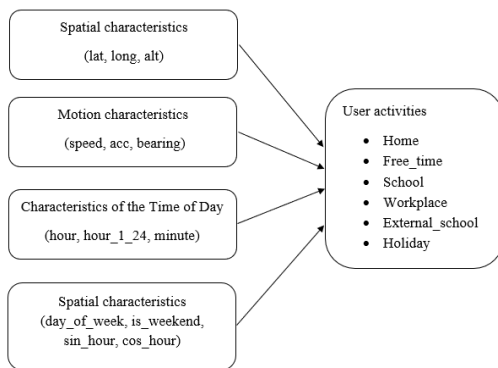 Spatial characteristics
(lat, long, alt)
Motion characteristics
(speed, acc, bearing)
Characteristics of the Time of Day
(hour, hour_1_24, minute)
Spatial characteristics
(day_of_week, is_weekend,
sin_hour, cos_hour)
User activities
• Home
• Free_time
• School
• Workplace
• External_school
• Holiday